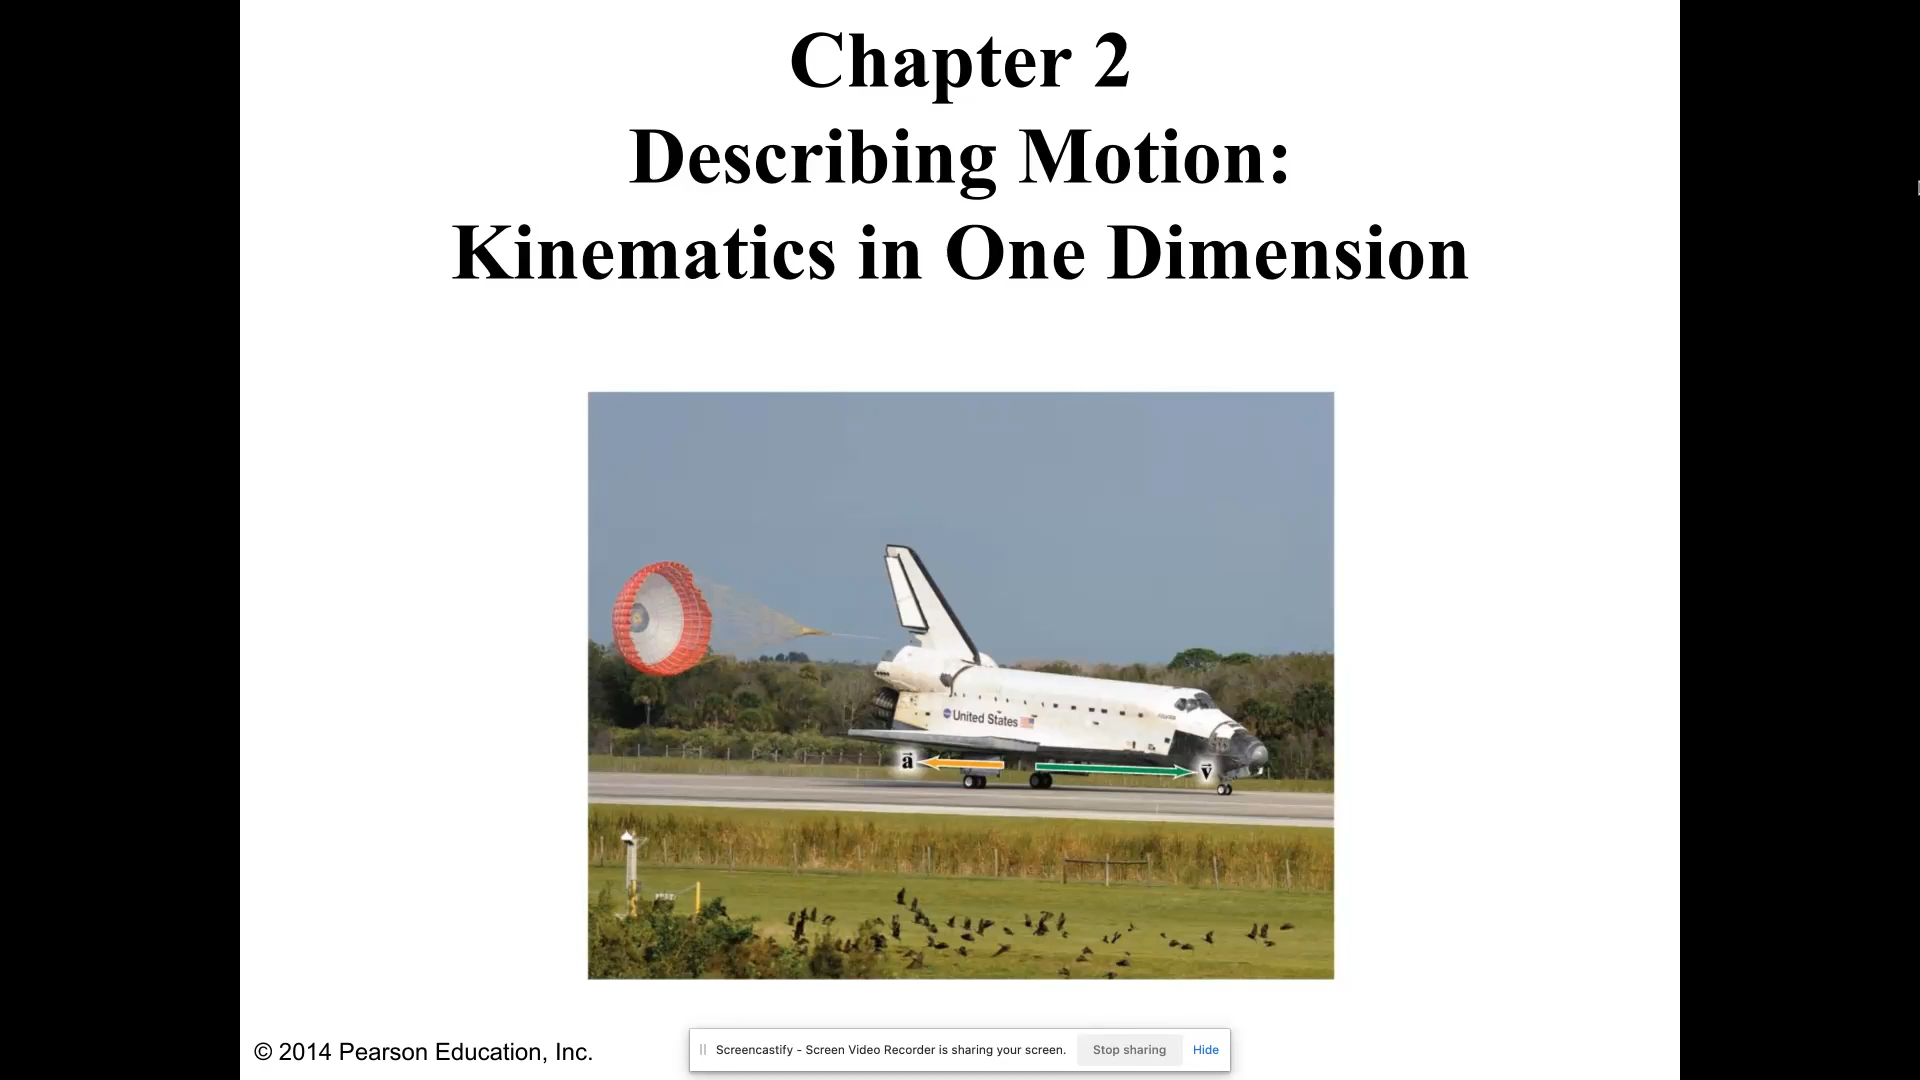 Chapter 2
Describing Motion:
Kinematics in One Dimension
United States
a
v
© 2014 Pearson Education, Inc.
Screencastify - Screen Video Recorder is sharing your screen.
Stop sharing
Hide